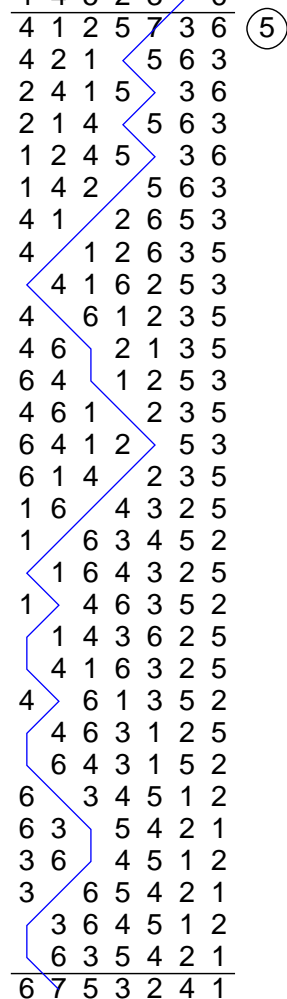 4 1 2 5 7 3 6 5
4 2 1 5 6 3
2 4 1 5 3 6
2 1 4 5 6 3
1 2 4 5 3 6
1 4 2 5 6 3
4 1 2 6 5 3
4 1 2 6 3 5
4 1 6 2 5 3
4 6 1 2 3 5
4 6 2 1 3 5
6 4 1 2 5 3
4 6 1 2 3 5
6 4 1 2 5 3
6 1 4 2 3 5
1 6 4 3 2 5
1 6 3 4 5 2
1 6 4 3 2 5
1 4 6 3 5 2
1 4 3 6 2 5
4 1 6 3 2 5
4 6 1 3 5 2
4 6 3 1 2 5
6 4 3 1 5 2
6 3 4 5 1 2
6 3 5 4 2 1
3 6 4 5 1 2
3 6 5 4 2 1
3 6 4 5 1 2
6 3 5 4 2 1
6 7 5 3 2 4 1